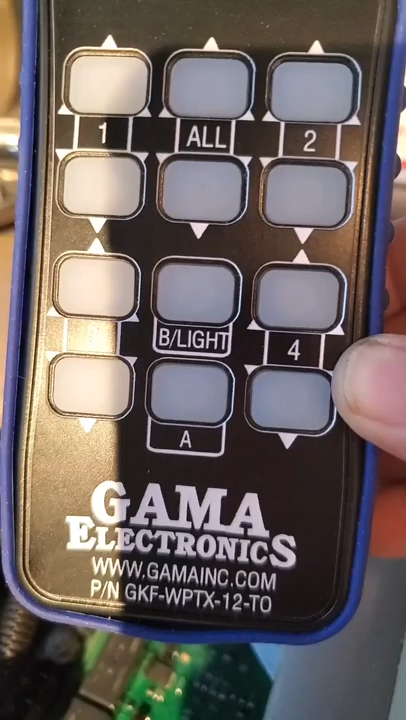 1 ALL 2
B/LIGHT 4
A
GAMA
ELECTRONICS
WWW.GAMAINC.COM
P/N GKF-WPTX-12-TO